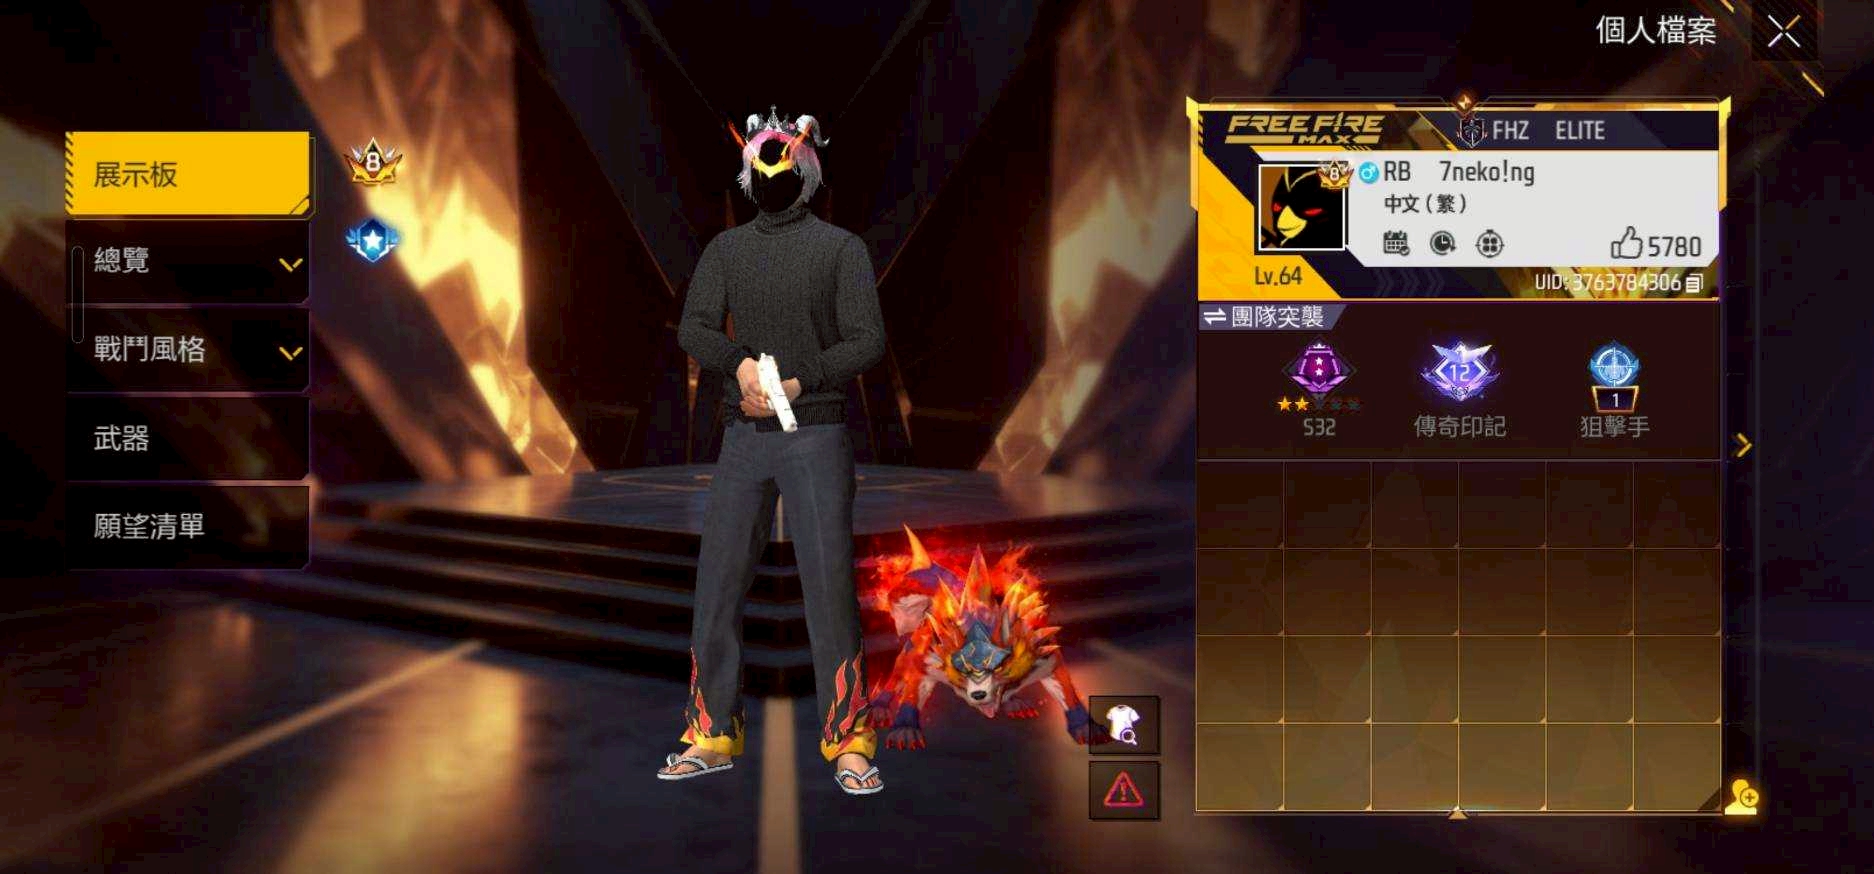 個人檔案
展示板
總覽
戰鬥風格
武器
願望清單
8
FREE FIRE
MAX
FHZ ELITE
8
RB 7neko!ng
中文(繁)
5780
Lv.64
UID:3763784306
團隊突襲
12
1
S32
傳奇印記
狙擊手